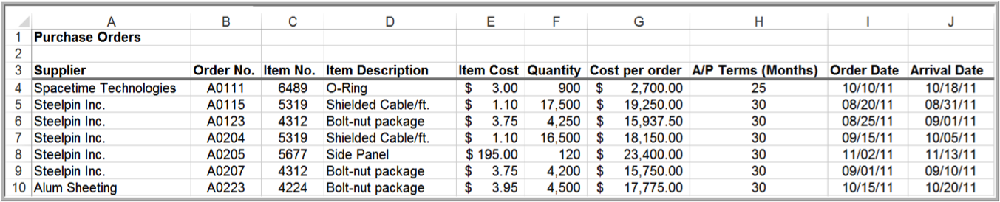 A B C D E F G H I J
1 Purchase Orders
2
3 Supplier Order No. Item No. Item Description Item Cost Quantity Cost per order A/P Terms (Months) Order Date Arrival Date
4 Spacetime Technologies A0111 6489 O-Ring $ 3.00 900 $ 2,700.00 25 10/10/11 10/18/11
5 Steelpin Inc. A0115 5319 Shielded Cable/ft. $ 1.10 17,500 $ 19,250.00 30 08/20/11 08/31/11
6 Steelpin Inc. A0123 4312 Bolt-nut package $ 3.75 4,250 $ 15,937.50 30 08/25/11 09/01/11
7 Steelpin Inc. A0204 5319 Shielded Cable/ft. $ 1.10 16,500 $ 18,150.00 30 09/15/11 10/05/11
8 Steelpin Inc. A0205 5677 Side Panel $ 195.00 120 $ 23,400.00 30 11/02/11 11/13/11
9 Steelpin Inc. A0207 4312 Bolt-nut package $ 3.75 4,200 $ 15,750.00 30 09/01/11 09/10/11
10 Alum Sheeting A0223 4224 Bolt-nut package $ 3.95 4,500 $ 17,775.00 30 10/15/11 10/20/11